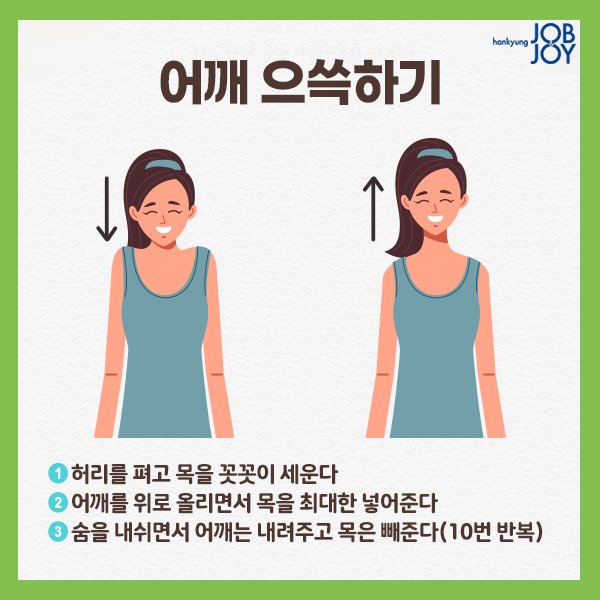 hankyung JOB
JOY
어깨 으쓱하기
1 허리를 펴고 목을 꼿꼿이 세운다
2 어깨를 위로 올리면서 목을 최대한 넣어준다
3 숨을 내쉬면서 어깨는 내려주고 목은 빼준다(10번 반복)